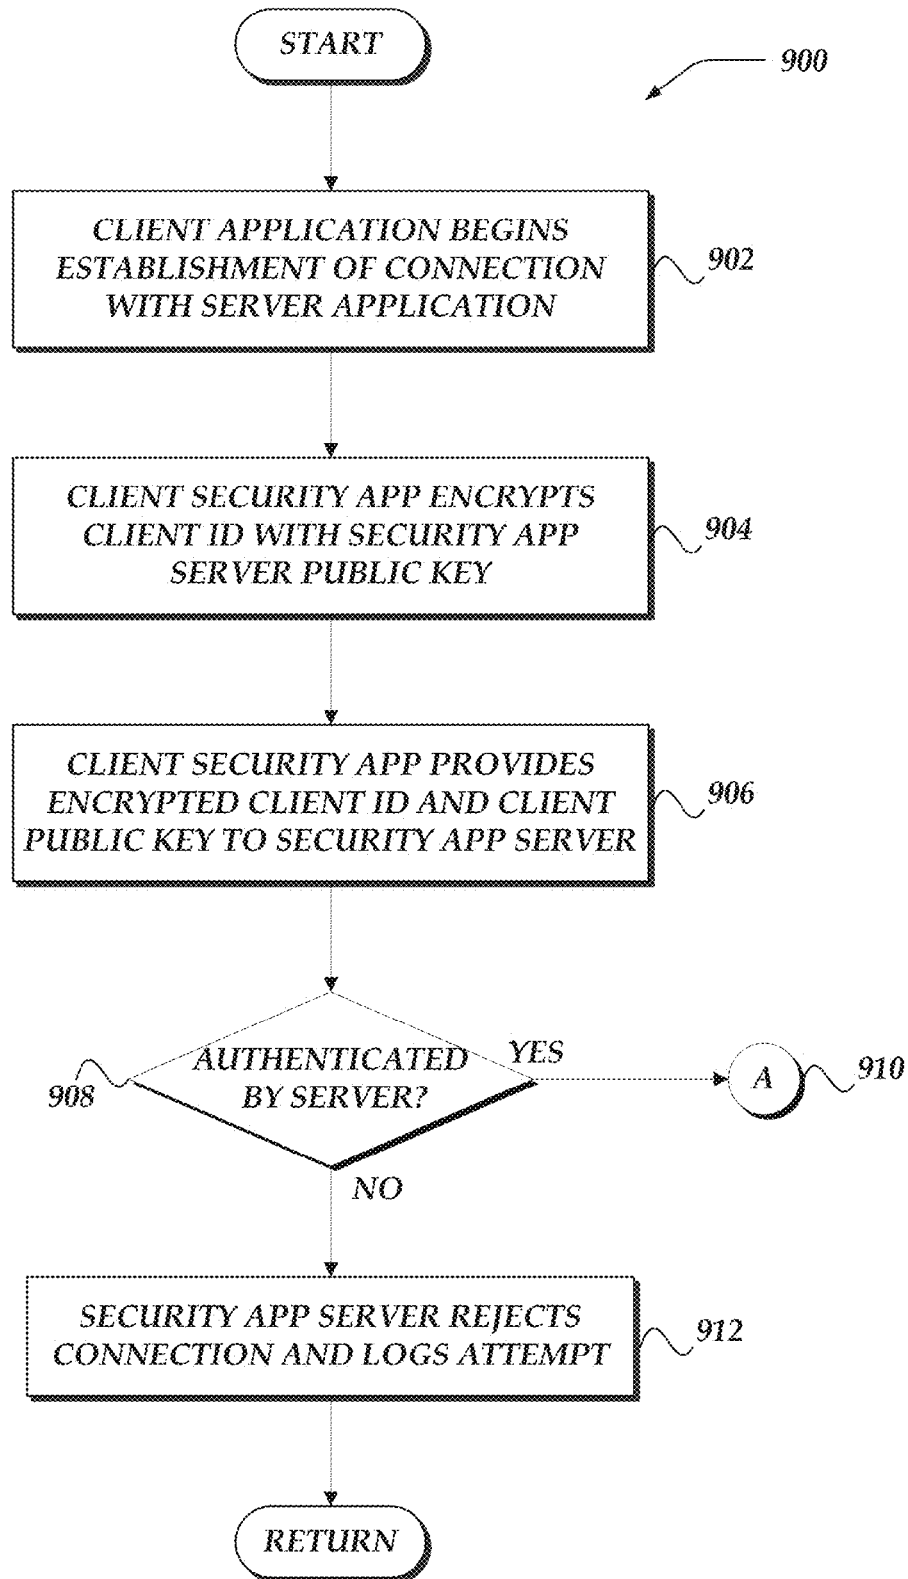 START
900
CLIENT APPLICATION BEGINS
ESTABLISHMENT OF CONNECTION
WITH SERVER APPLICATION
902
CLIENT SECURITY APP ENCRYPTS
CLIENT ID WITH SECURITY APP
SERVER PUBLIC KEY
904
CLIENT SECURITY APP PROVIDES
ENCRYPTED CLIENT ID AND CLIENT
PUBLIC KEY TO SECURITY APP SERVER
906
AUTHENTICATED
BY SERVER?
908
YES
A
910
NO
SECURITY APP SERVER REJECTS
CONNECTION AND LOGS ATTEMPT
912
RETURN